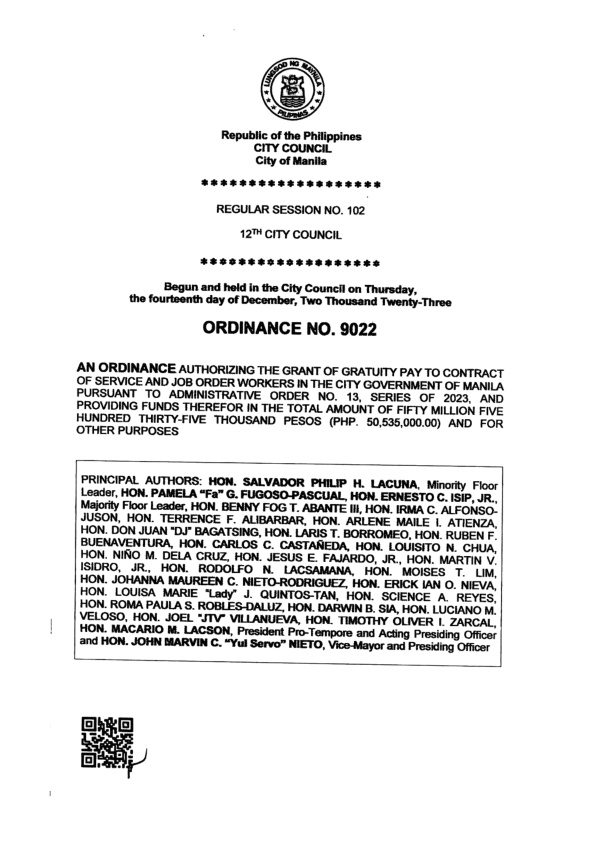 LUNGSOD NG MAYNILA
PILIPINAS
Republic of the Philippines
CITY COUNCIL
City of Manila
*******************
REGULAR SESSION NO. 102
12TH CITY COUNCIL
*******************
Begun and held in the City Council on Thursday,
the fourteenth day of December, Two Thousand Twenty-Three
ORDINANCE NO. 9022
AN ORDINANCE AUTHORIZING THE GRANT OF GRATUITY PAY TO CONTRACT
OF SERVICE AND JOB ORDER WORKERS IN THE CITY GOVERNMENT OF MANILA
PURSUANT TO ADMINISTRATIVE ORDER NO. 13, SERIES OF 2023, AND
PROVIDING FUNDS THEREFOR IN THE TOTAL AMOUNT OF FIFTY MILLION FIVE
HUNDRED THIRTY-FIVE THOUSAND PESOS (PHP. 50,535,000.00) AND FOR
OTHER PURPOSES
PRINCIPAL AUTHORS: HON. SALVADOR PHILIP H. LACUNA, Minority Floor
Leader, HON. PAMELA "Fa" G. FUGOSO-PASCUAL, HON. ERNESTO C. ISIP, JR.,
Majority Floor Leader, HON. BENNY FOG T. ABANTE III, HON. IRMA C. ALFONSO-
JUSON, HON. TERRENCE F. ALIBARBAR, HON. ARLENE MAILE I. ATIENZA,
HON. DON JUAN "DJ" BAGATSING, HON. LARIS T. BORROMEO, HON. RUBEN F.
BUENAVENTURA, HON. CARLOS C. CASTAÑEDA, HON. LOUISITO N. CHUA,
HON. NIÑO M. DELA CRUZ, HON. JESUS E. FAJARDO, JR., HON. MARTIN V.
ISIDRO, JR., HON. RODOLFO N. LACSAMANA, HON. MOISES T. LIM,
HON. JOHANNA MAUREEN C. NIETO-RODRIGUEZ, HON. ERICK IAN O. NIEVA,
HON. LOUISA MARIE "Lady" J. QUINTOS-TAN, HON. SCIENCE A. REYES,
HON. ROMA PAULA S. ROBLES-DALUZ, HON. DARWIN B. SIA, HON. LUCIANO M.
VELOSO, HON. JOEL "JTV" VILLANUEVA, HON. TIMOTHY OLIVER I. ZARCAL,
HON. MACARIO M. LACSON, President Pro-Tempore and Acting Presiding Officer
and HON. JOHN MARVIN C. "Yul Servo" NIETO, Vice-Mayor and Presiding Officer